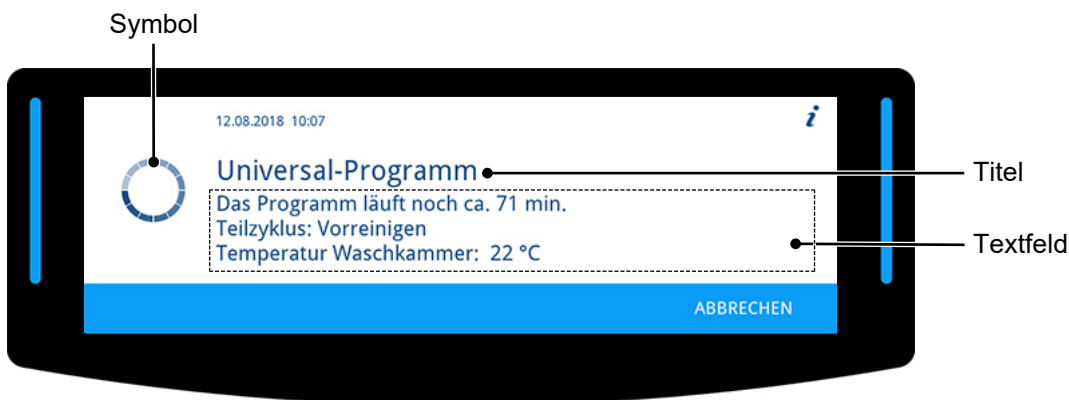 Symbol
12.08.2018 10:07
i
Universal-Programm
Titel
Das Programm läuft noch ca. 71 min.
Teilzyklus: Vorreinigen
Textfeld
Temperatur Waschkammer: 22 °C
ABBRECHEN